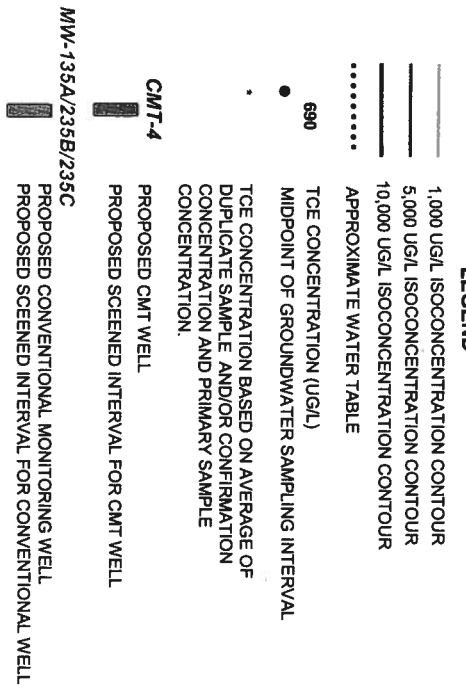 LEGEND
1,000 UG/L ISOCONCENTRATION CONTOUR
5,000 UG/L ISOCONCENTRATION CONTOUR
10,000 UG/L ISOCONCENTRATION CONTOUR
APPROXIMATE WATER TABLE
690 TCE CONCENTRATION (UG/L)
MIDPOINT OF GROUNDWATER SAMPLING INTERVAL
* TCE CONCENTRATION BASED ON AVERAGE OF
DUPLICATE SAMPLE AND/OR CONFIRMATION
CONCENTRATION AND PRIMARY SAMPLE
CONCENTRATION.
CMT-4 PROPOSED CMT WELL
PROPOSED SCEENED INTERVAL FOR CMT WELL
MW-135A/235B/235C
PROPOSED CONVENTIONAL MONITORING WELL
PROPOSED SCEENED INTERVAL FOR CONVENTIONAL WELL